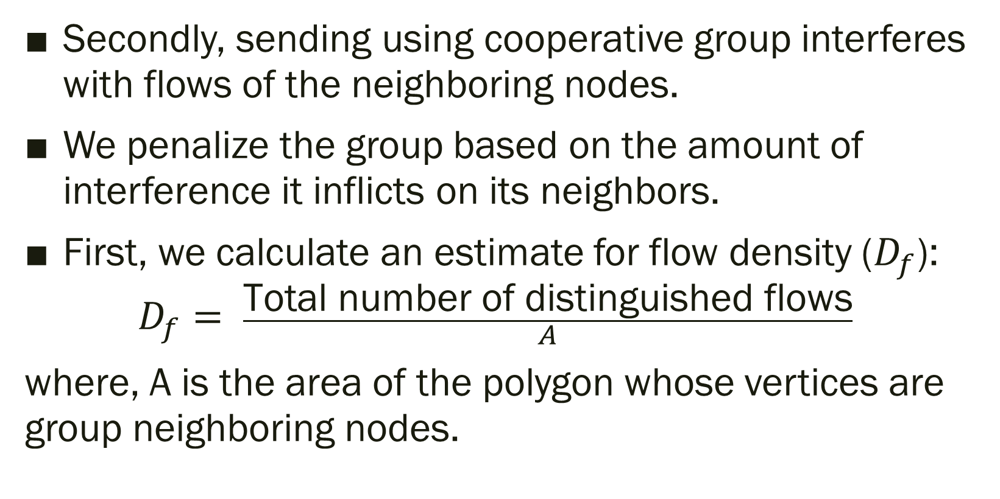 ▪ Secondly, sending using cooperative group interferes
with flows of the neighboring nodes.
▪ We penalize the group based on the amount of
interference it inflicts on its neighbors.
▪ First, we calculate an estimate for flow density (D_f):
D_f = Total number of distinguished flows
A
where, A is the area of the polygon whose vertices are
group neighboring nodes.